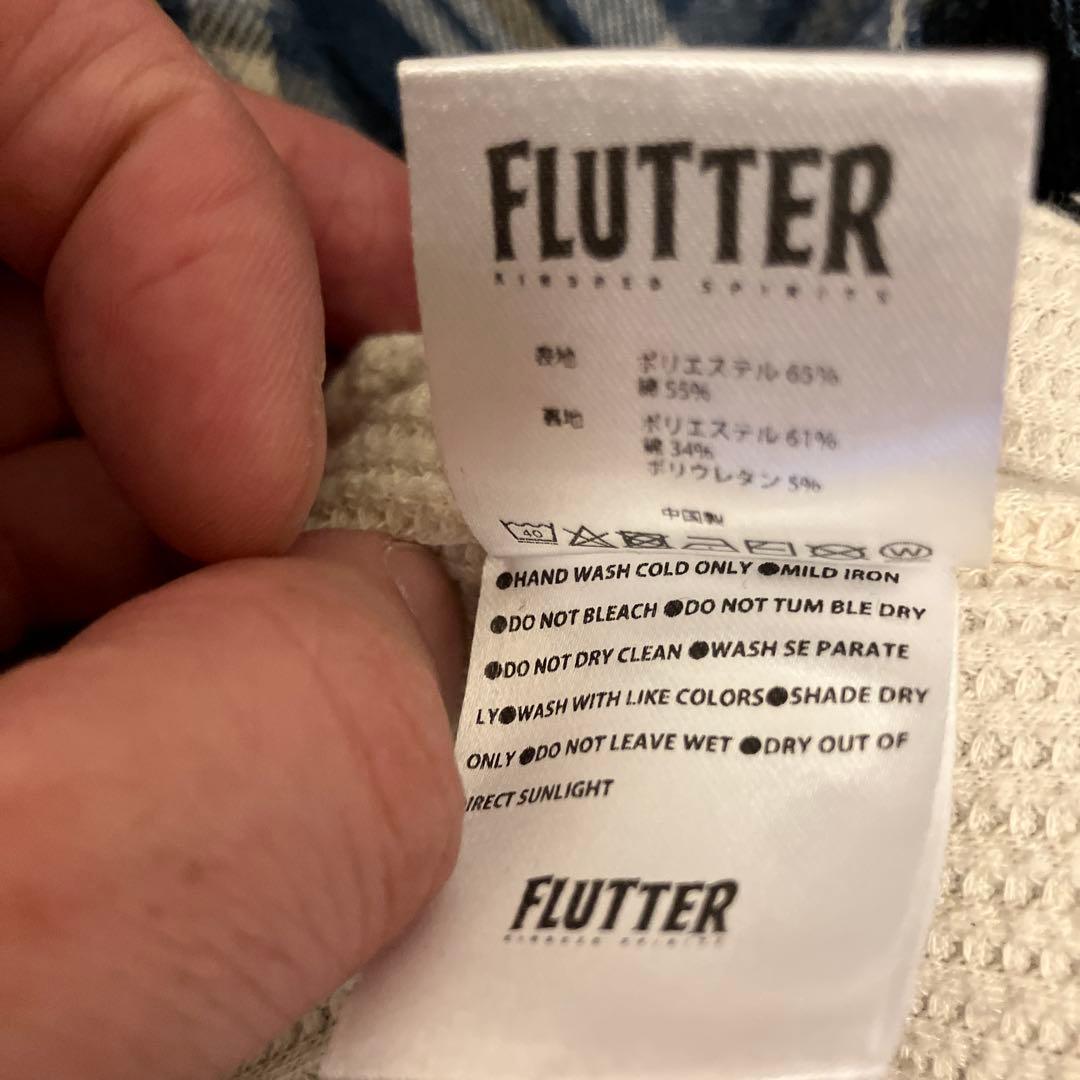 FLUTTER
表地 ポリエステル 65%
綿 55%
裏地 ポリエステル 61%
綿 34%
ポリウレタン 5%
中国製
40
W
●HAND WASH COLD ONLY ●MILD IRON
●DO NOT BLEACH ●DO NOT TUM BLE DRY
●DO NOT DRY CLEAN ●WASH SE PARATE
LY●WASH WITH LIKE COLORS●SHADE DRY
ONLY ●DO NOT LEAVE WET ●DRY OUT OF
IRECT SUNLIGHT
FLUTTER